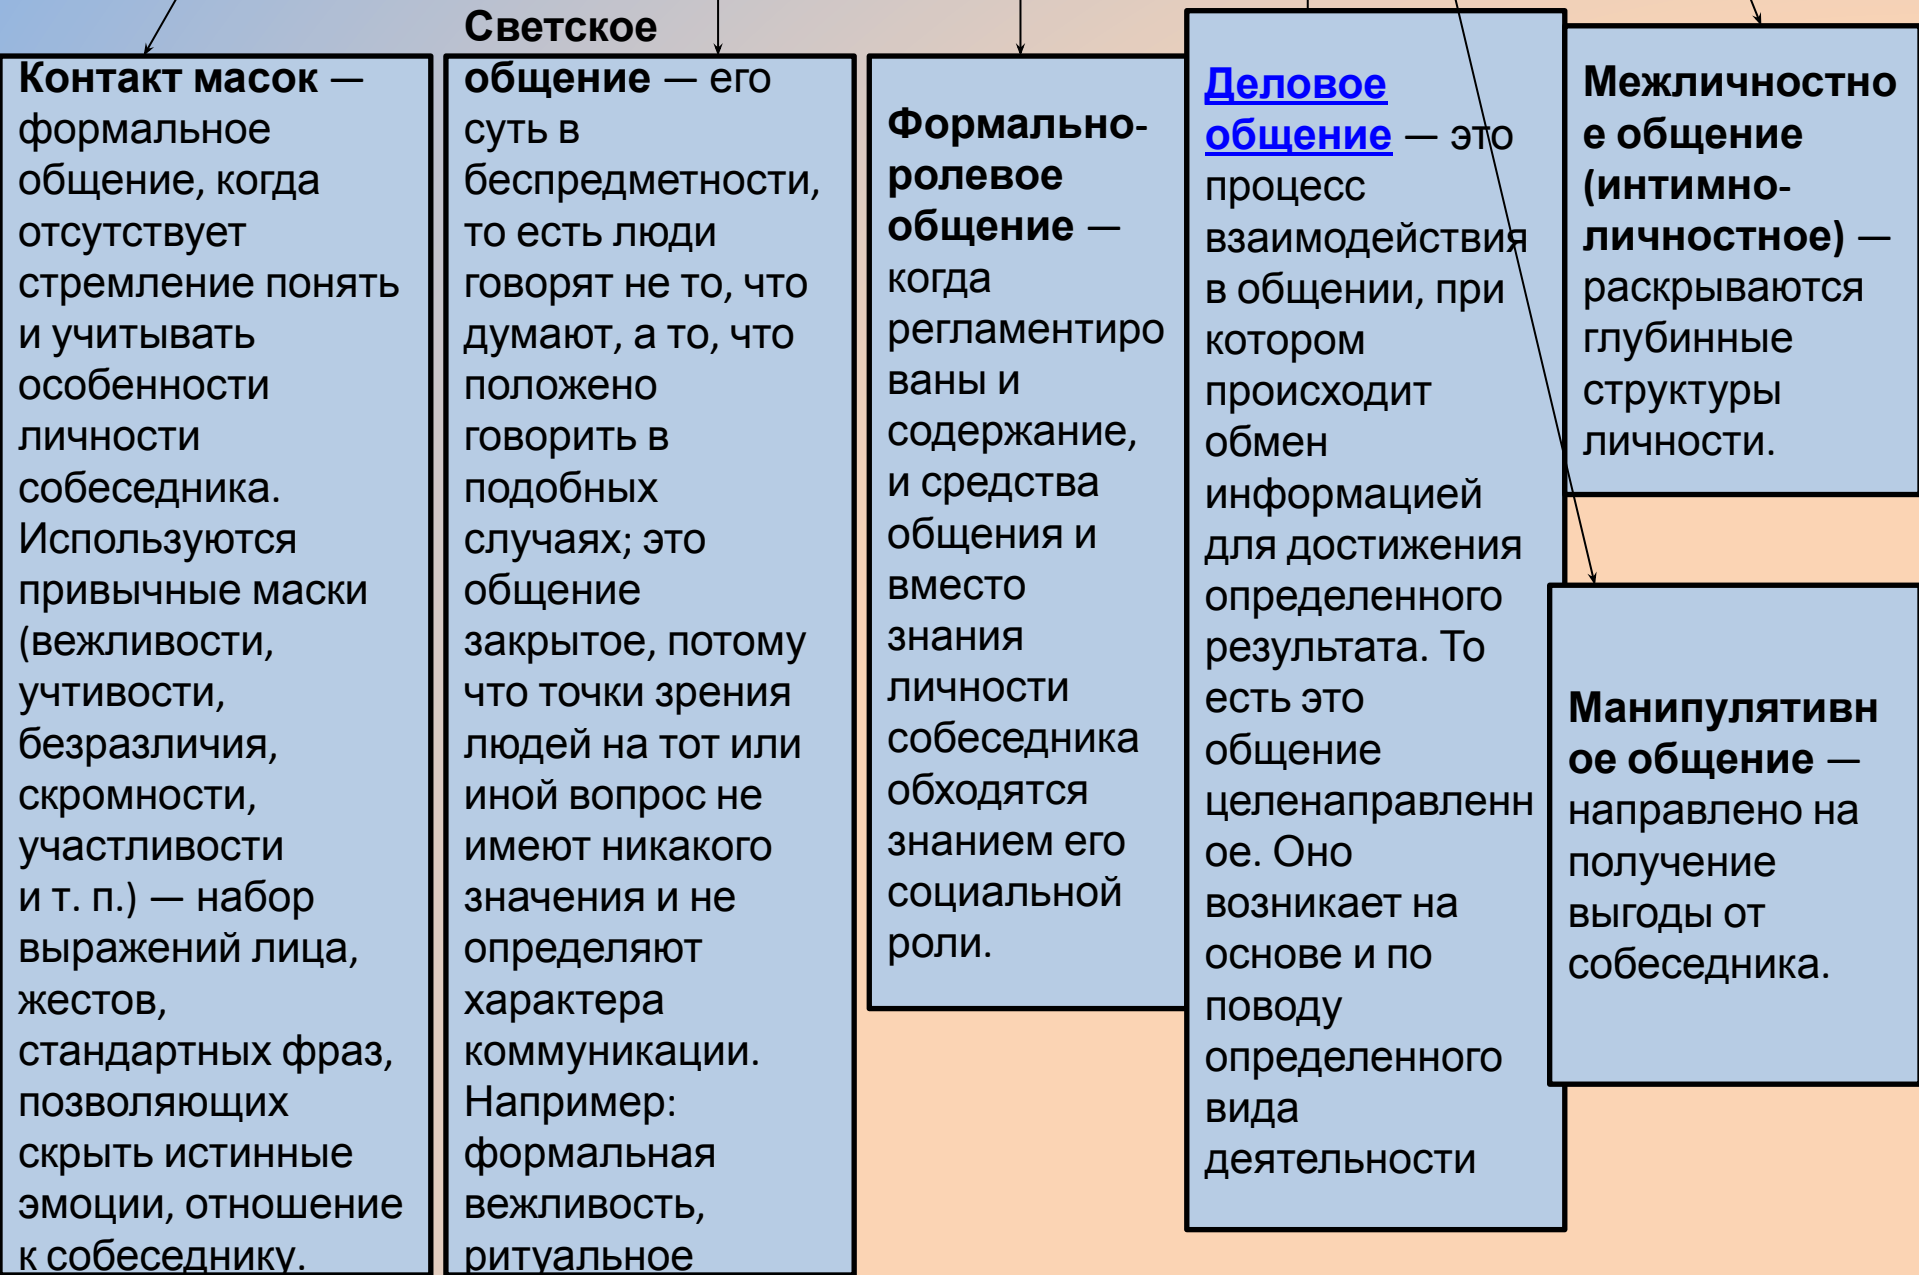 Контакт масок —
формальное
общение, когда
отсутствует
стремление понять
и учитывать
особенности
личности
собеседника.
Используются
привычные маски
(вежливости,
учтивости,
безразличия,
скромности,
участливости
и т. п.) — набор
выражений лица,
жестов,
стандартных фраз,
позволяющих
скрыть истинные
эмоции, отношение
к собеседнику.
Светское
общение — его
суть в
беспредметности,
то есть люди
говорят не то, что
думают, а то, что
положено
говорить в
подобных
случаях; это
общение
закрытое, потому
что точки зрения
людей на тот или
иной вопрос не
имеют никакого
значения и не
определяют
характера
коммуникации.
Например:
формальная
вежливость,
ритуальное
Формально-
ролевое
общение —
когда
регламентиро
ваны и
содержание,
и средства
общения и
вместо
знания
личности
собеседника
обходятся
знанием его
социальной
роли.
Деловое
общение — это
процесс
взаимодействия
в общении, при
котором
происходит
обмен
информацией
для достижения
определенного
результата. То
есть это
общение
целенаправленн
ое. Оно
возникает на
основе и по
поводу
определенного
вида
деятельности
Межличностно
е общение
(интимно-
личностное) —
раскрываются
глубинные
структуры
личности.
Манипулятивн
ое общение —
направлено на
получение
выгоды от
собеседника.